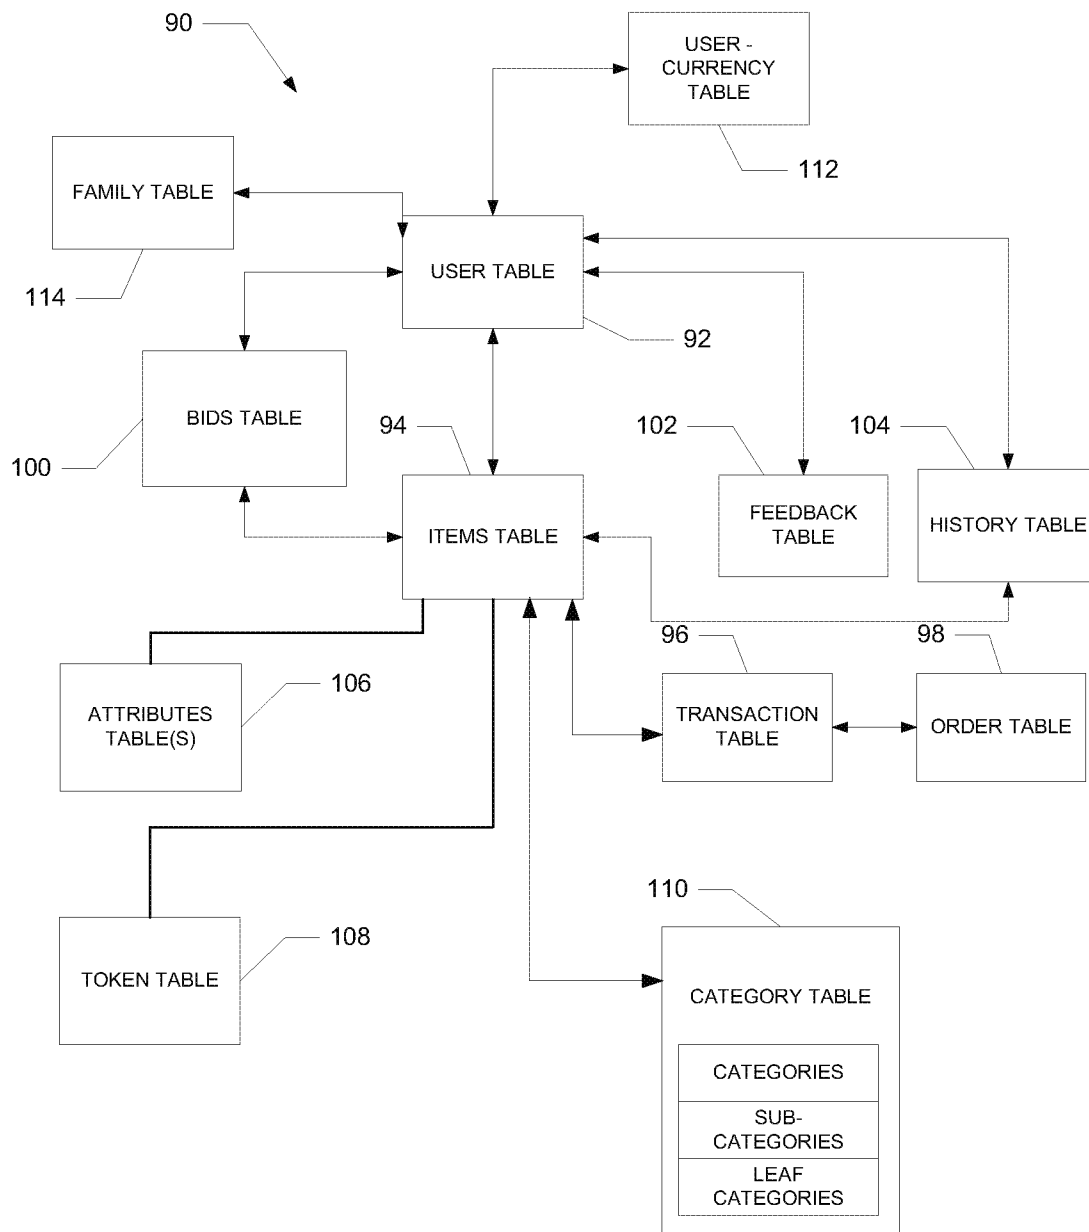 90
USER -
CURRENCY
TABLE
112
FAMILY TABLE
114
USER TABLE
92
BIDS TABLE
100
94
102
104
ITEMS TABLE
FEEDBACK
TABLE
HISTORY TABLE
96
98
ATTRIBUTES
TABLE(S)
106
TRANSACTION
TABLE
ORDER TABLE
110
TOKEN TABLE
108
CATEGORY TABLE
CATEGORIES
SUB-
CATEGORIES
LEAF
CATEGORIES